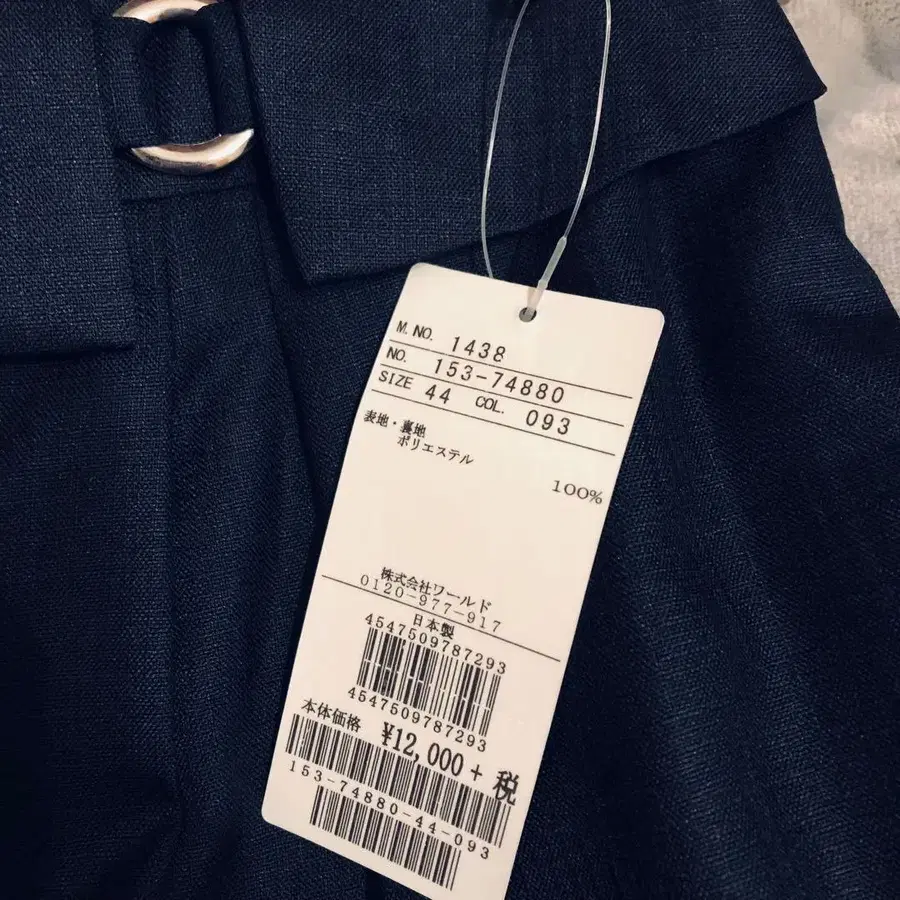 M. NO. 1438
NO. 153-74880
SIZE 44 COL. 093
表地・裏地
ポリエステル
100%
株式会社ワールド
0120-977-917
日本製
4547509787293
4547509787293
本体価格 ¥12,000 + 税
153-74880-44-093